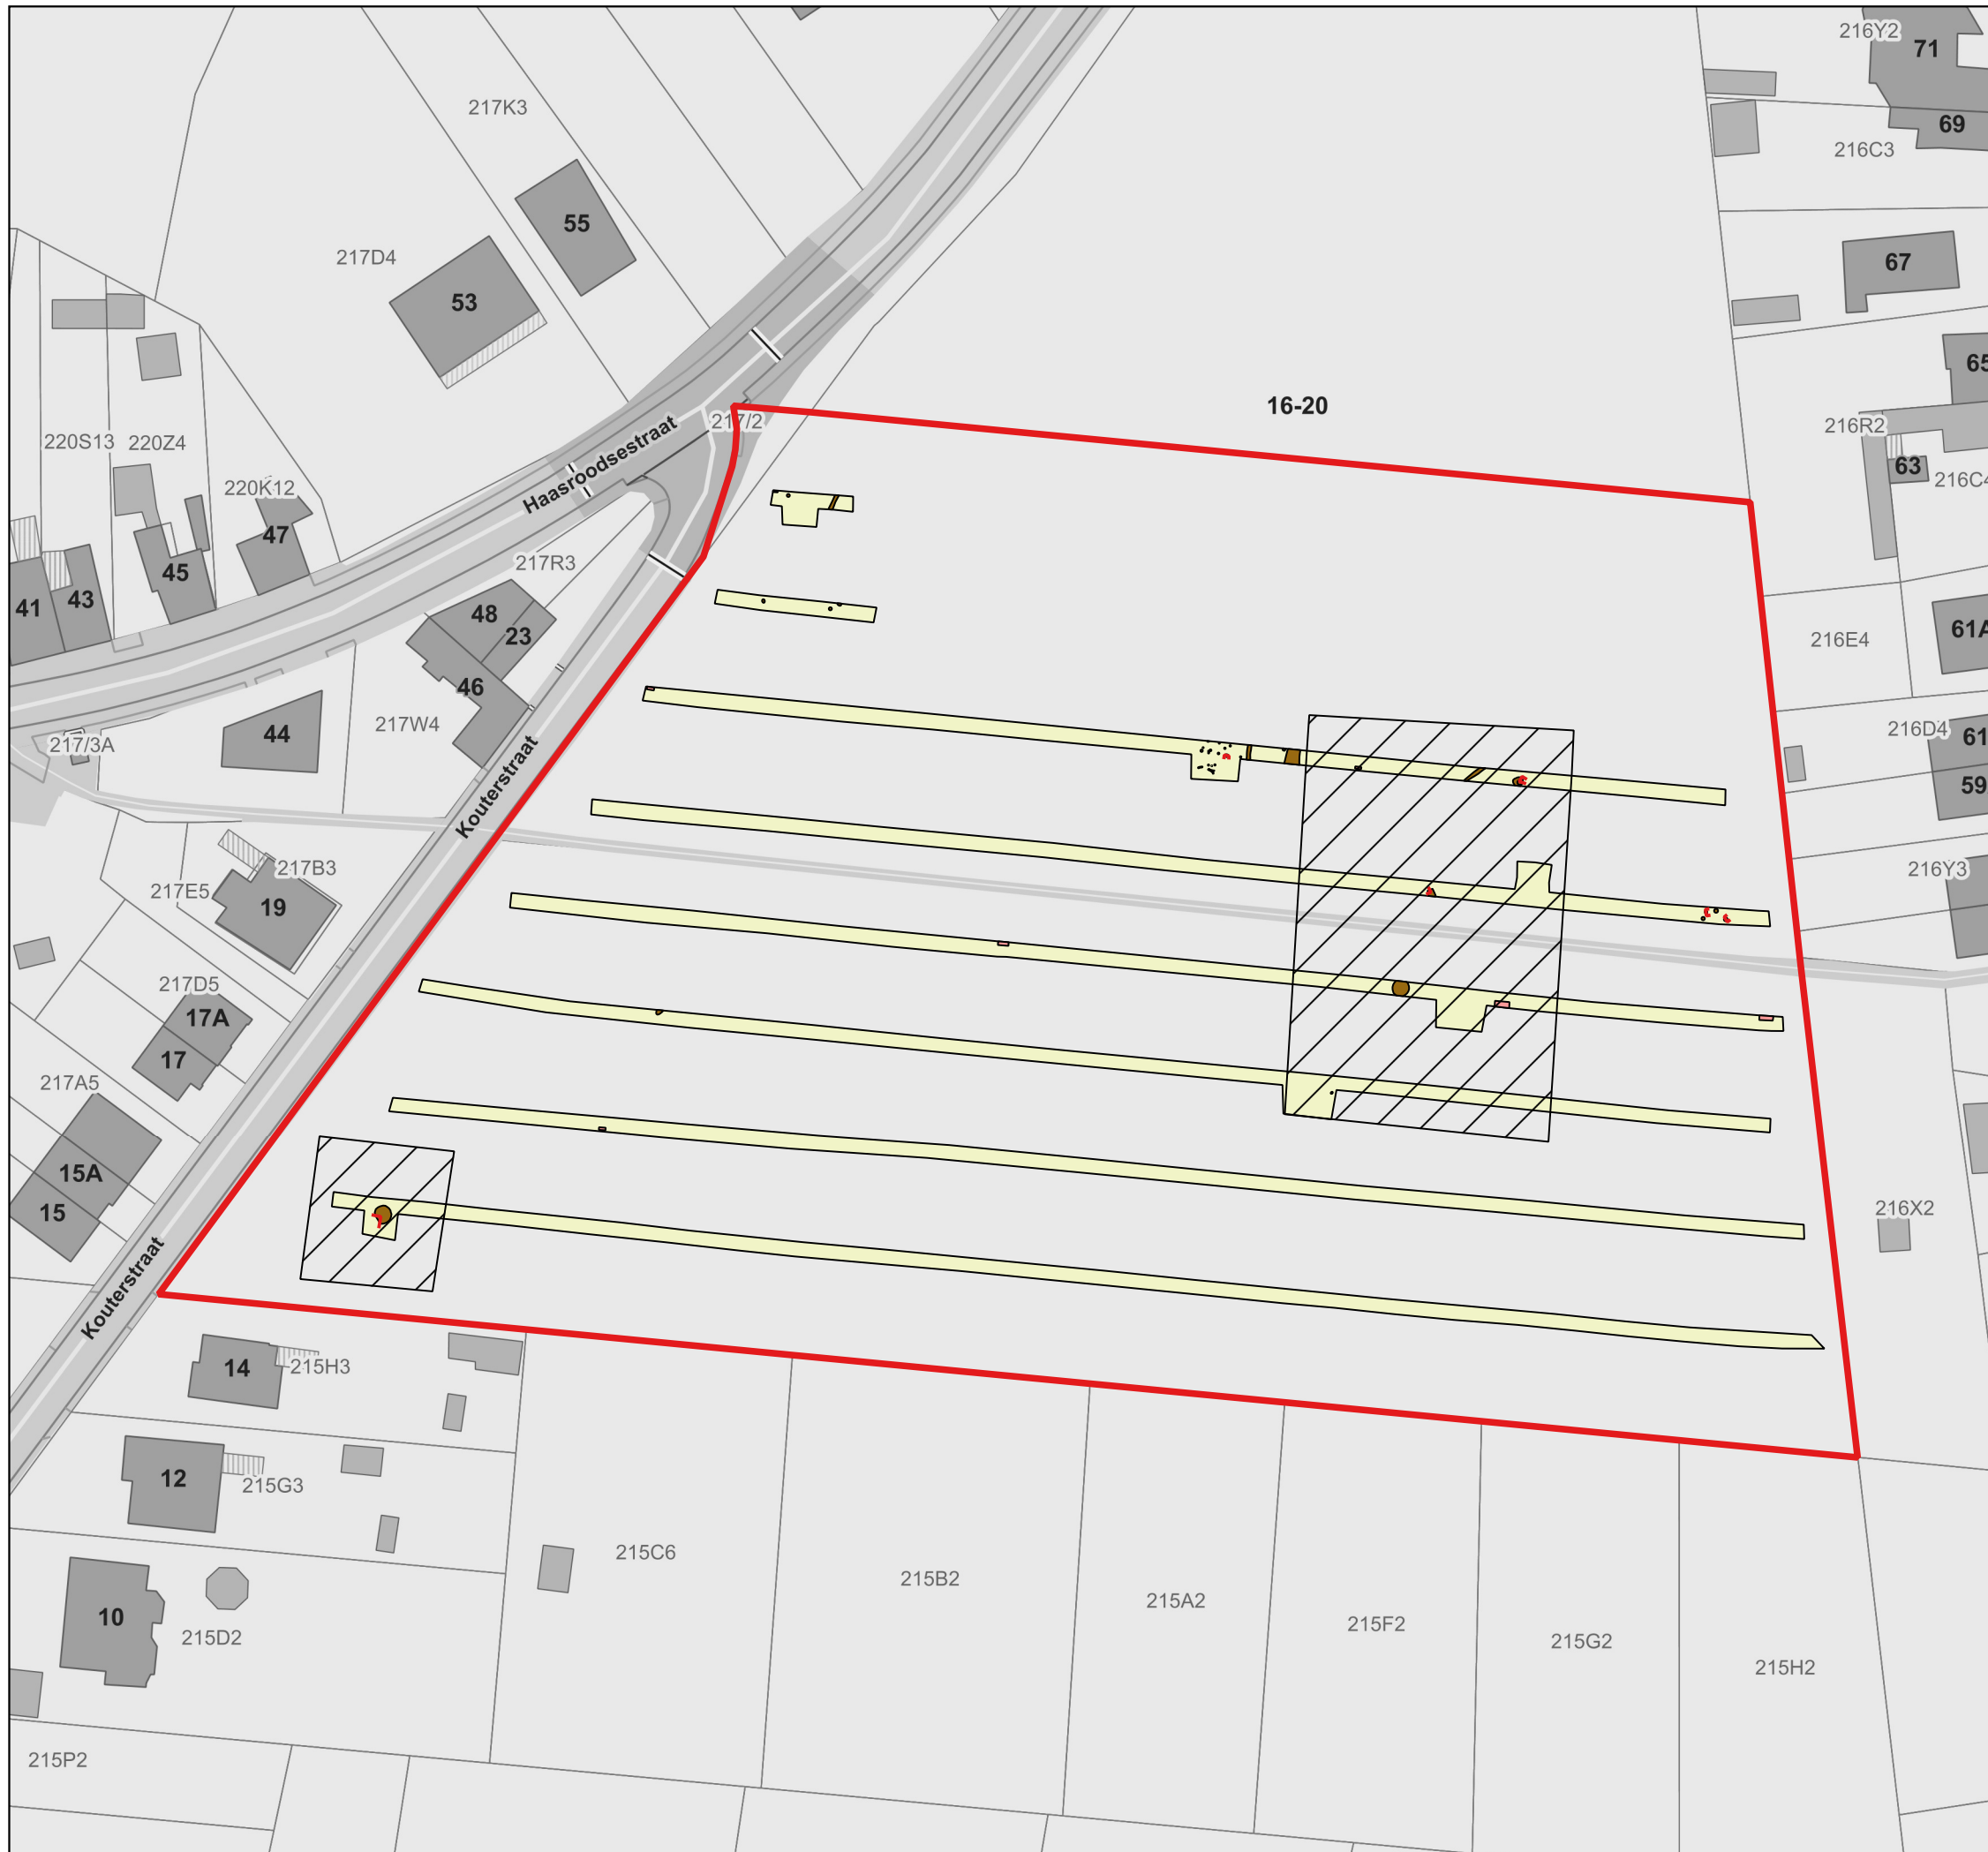 216Y2
71
69
217K3
216C3
55
217D4
67
53
65
16-20
217/2
216R2
220S13
220Z4
Haasroodsestraat
63
216C4
220K12
47
217R3
45
43
41
48
23
61A
216E4
46
217W4
216D4
44
61
217/3A
59
Kouterstraat
217B3
217E5
216Y3
19
217D5
17A
17
217A5
15A
15
216X2
Kouterstraat
14
215H3
12
215G3
215C6
215B2
215A2
10
215F2
215D2
215G2
215H2
215P2